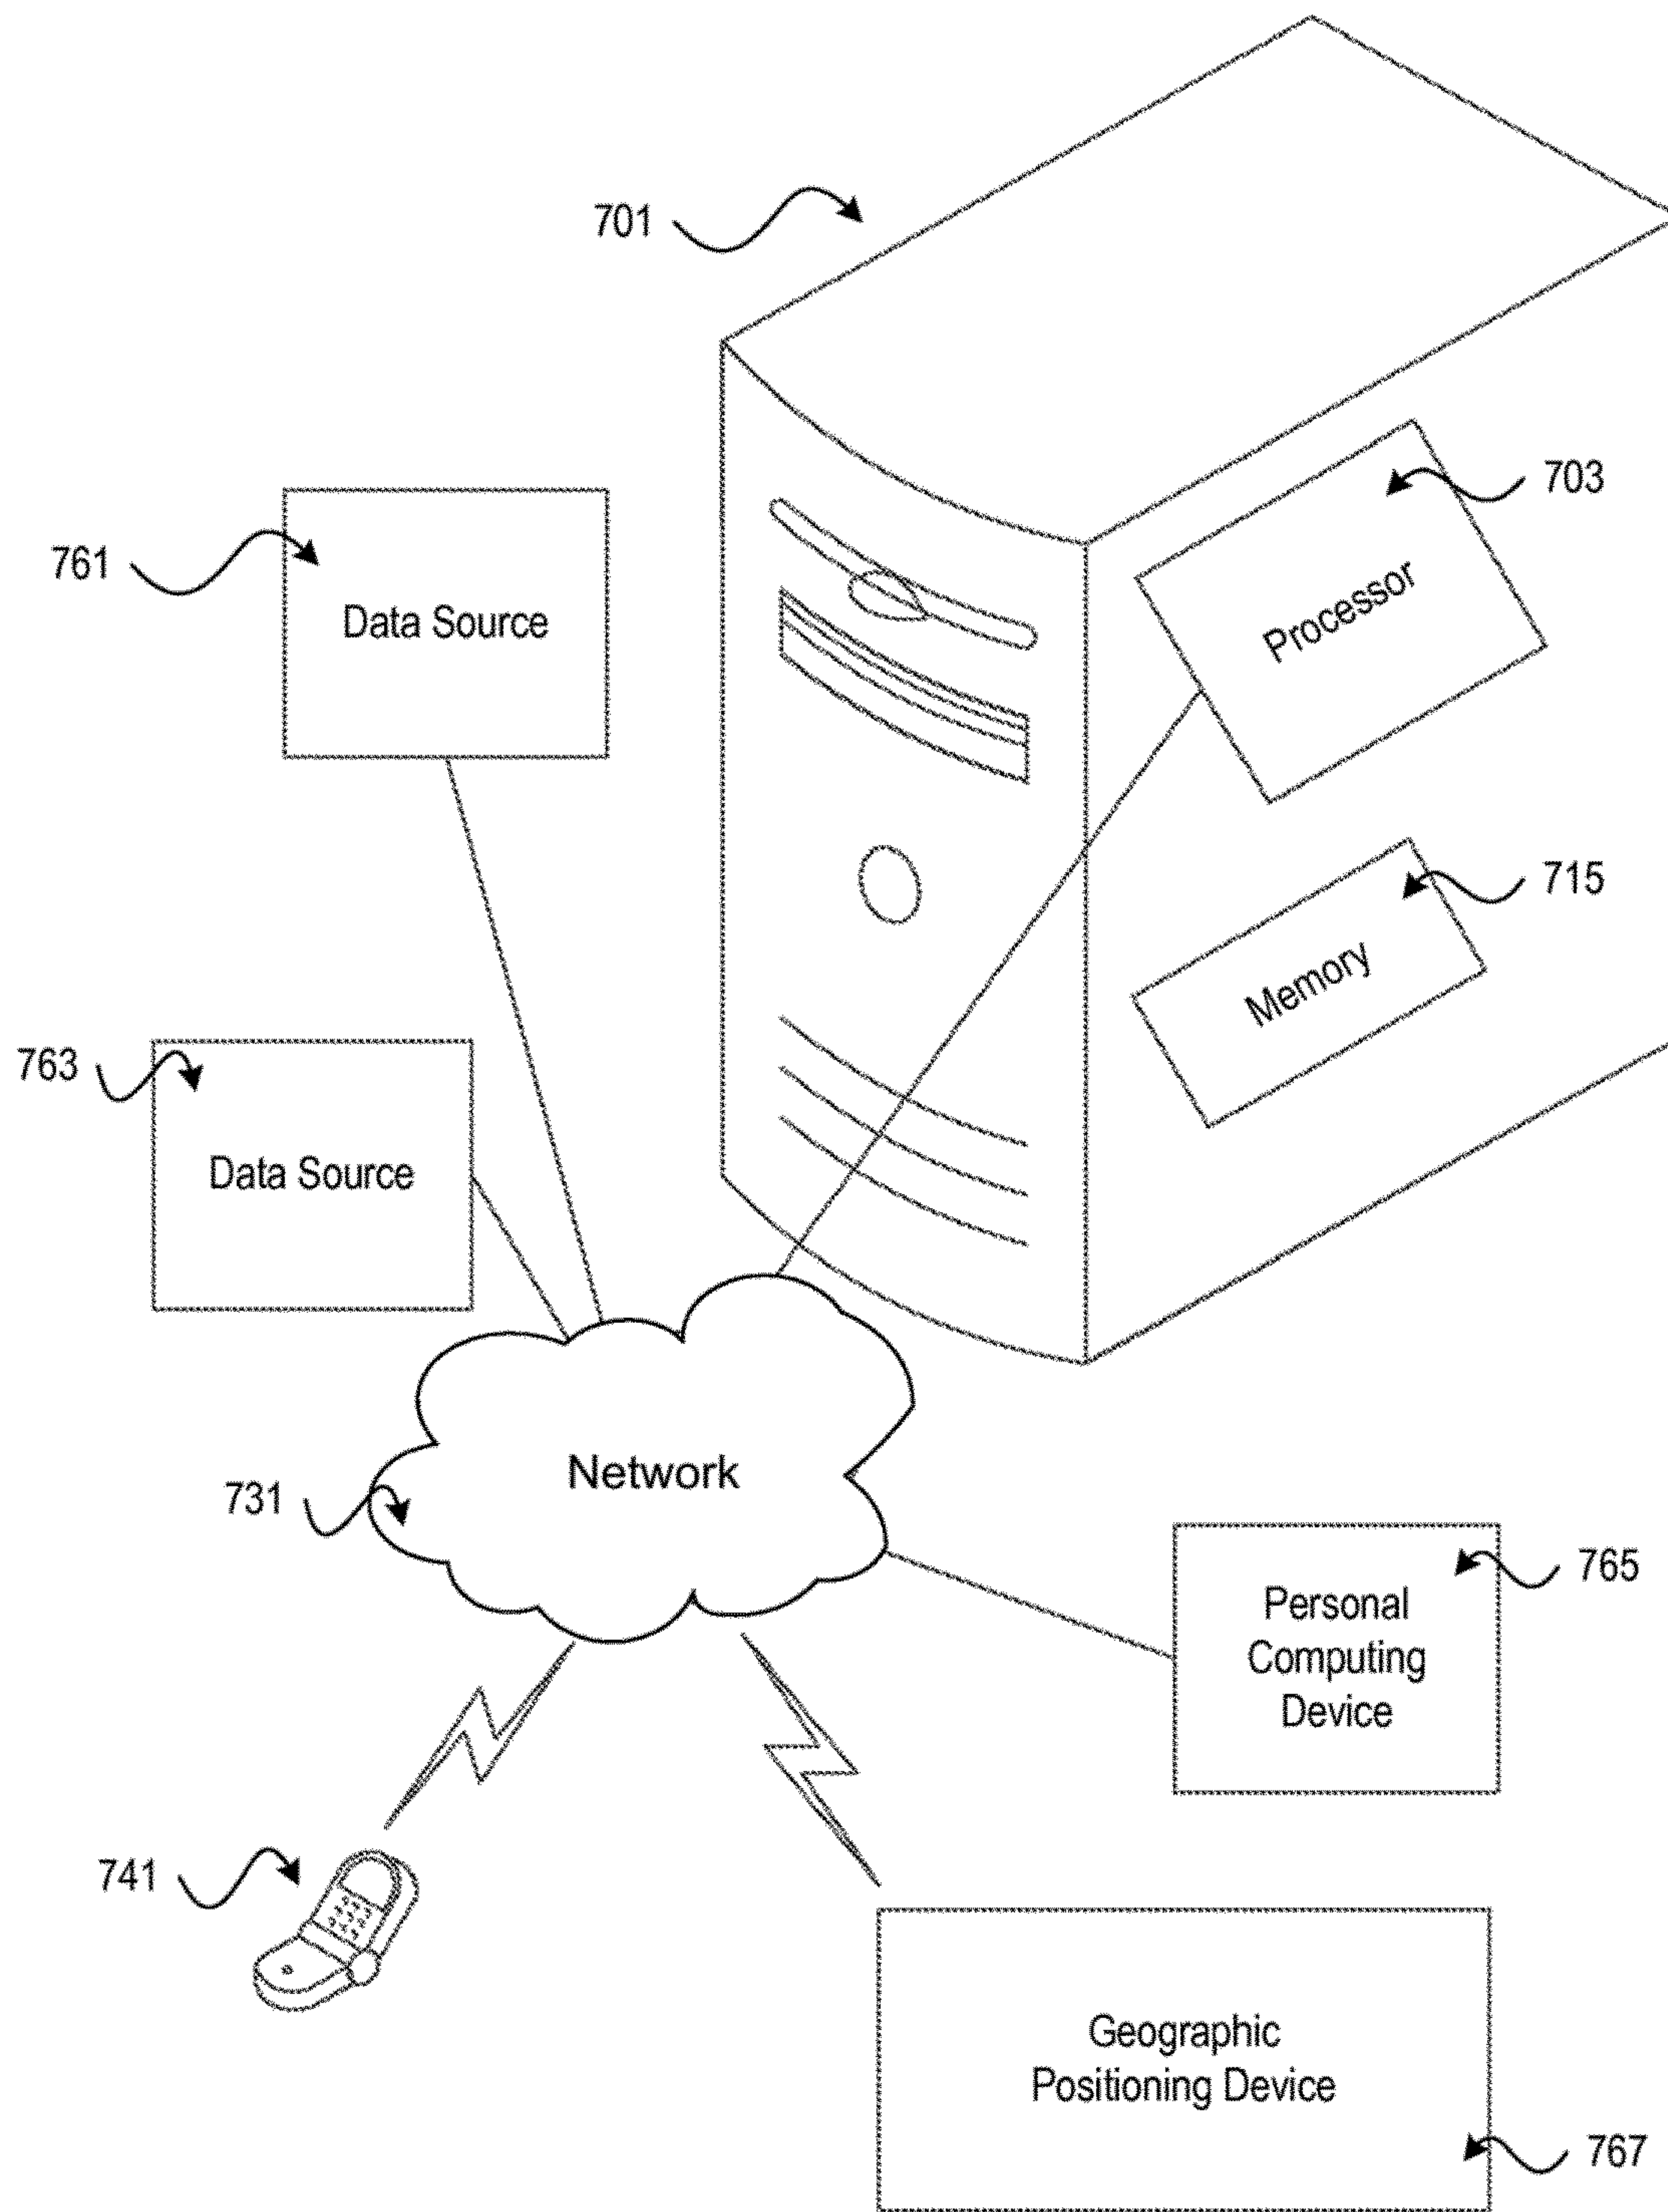 701
703
Processor
761
Data Source
715
Memory
763
Data Source
Network
731
765
Personal
Computing
Device
741
Geographic
Positioning Device
767